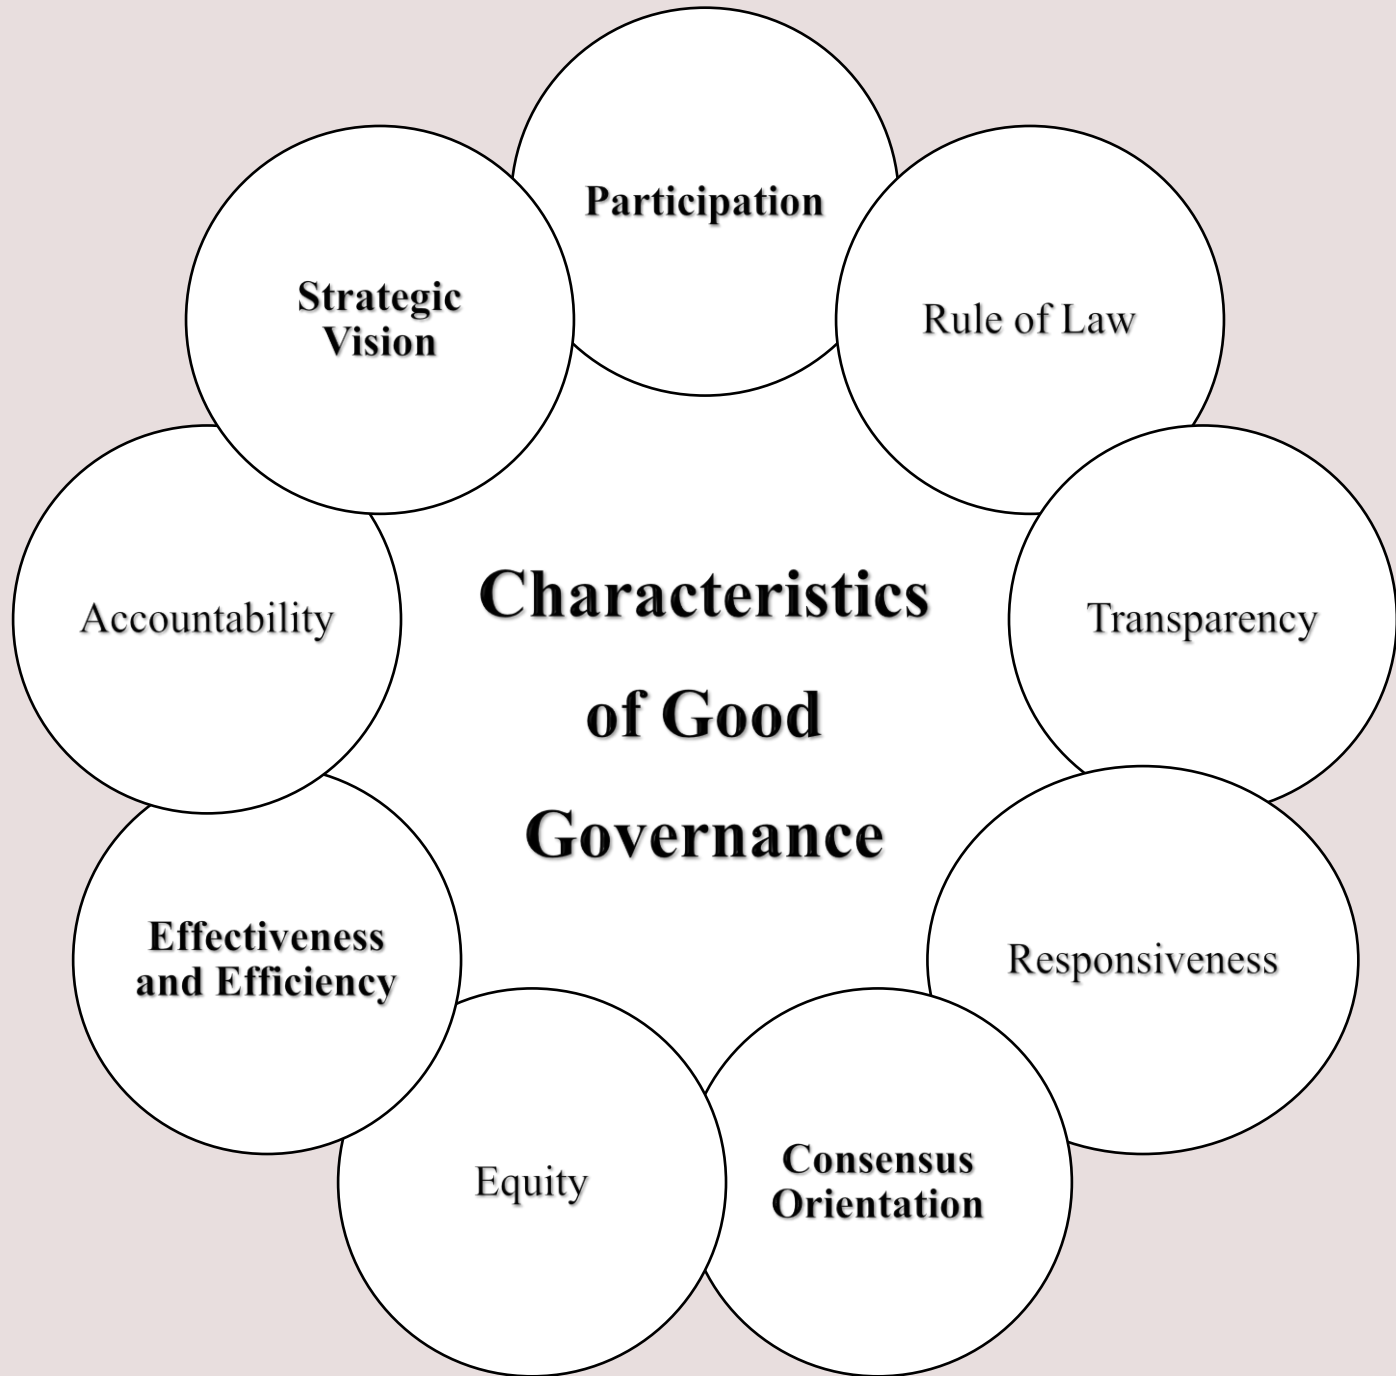 Participation
Rule of Law
Transparency
Responsiveness
Consensus
Orientation
Equity
Effectiveness
and Efficiency
Accountability
Strategic
Vision
Characteristics
of Good
Governance